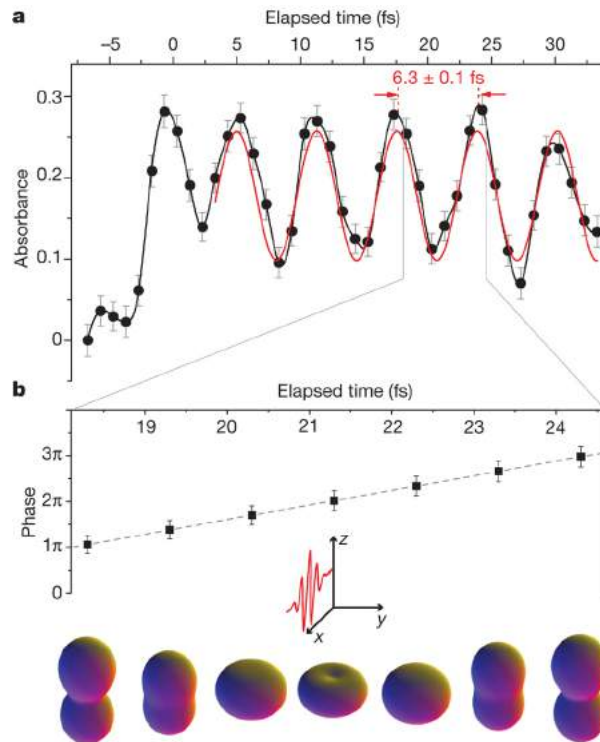 a
Elapsed time (fs)
−5 0 5 10 15 20 25 30
6.3 ± 0.1 fs
0.3
0.2
0.1
0
Absorbance
b
Elapsed time (fs)
19 20 21 22 23 24
3π
2π
1π
0
Phase
z
x
y